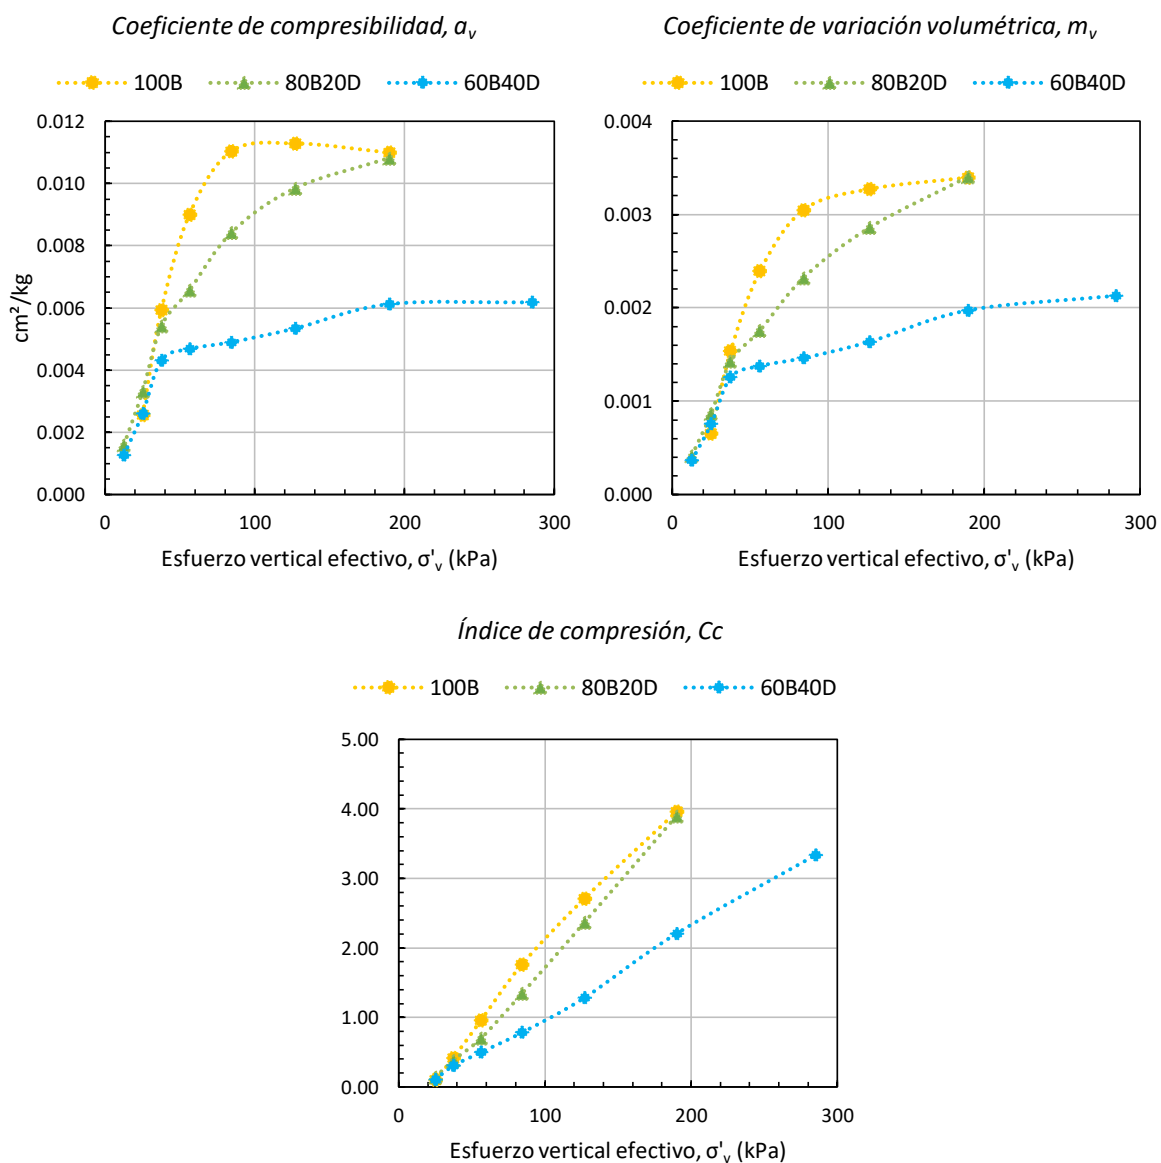 Coeficiente de compresibilidad, aᵥ
100B 80B20D 60B40D
0.012
0.010
0.008
0.006
0.004
0.002
0.000
cm²/kg
0 100 200 300
Esfuerzo vertical efectivo, σ'ᵥ (kPa)
Coeficiente de variación volumétrica, mᵥ
100B 80B20D 60B40D
0.004
0.003
0.002
0.001
0.000
0 100 200 300
Esfuerzo vertical efectivo, σ'ᵥ (kPa)
Índice de compresión, Cc
100B 80B20D 60B40D
5.00
4.00
3.00
2.00
1.00
0.00
0 100 200 300
Esfuerzo vertical efectivo, σ'ᵥ (kPa)